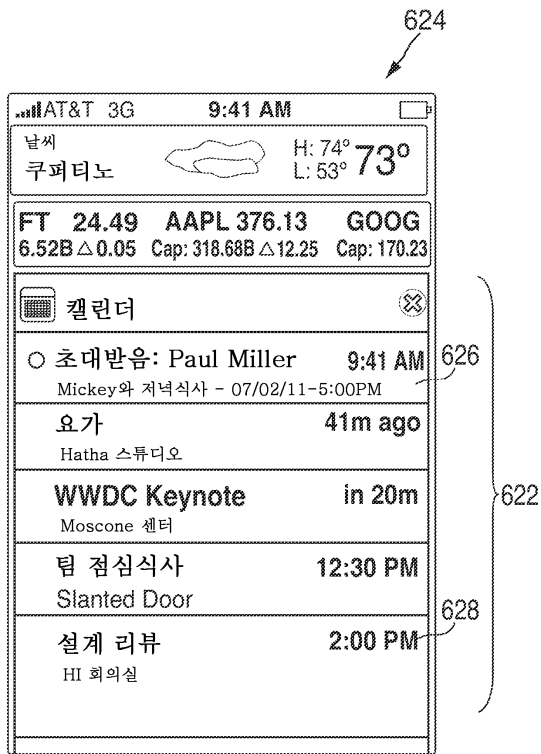 624
AT&T 3G 9:41 AM
날씨
쿠퍼티노
H: 74°
L: 53°
73°
FT 24.49 AAPL 376.13 GOOG
6.52B △0.05 Cap: 318.68B △12.25 Cap: 170.23
캘린더
초대받음: Paul Miller 9:41 AM
626
Mickey와 저녁식사 - 07/02/11-5:00PM
요가 41m ago
Hatha 스튜디오
WWDC Keynote in 20m
622
Moscone 센터
팀 점심식사 12:30 PM
Slanted Door
628
설계 리뷰 2:00 PM
HI 회의실